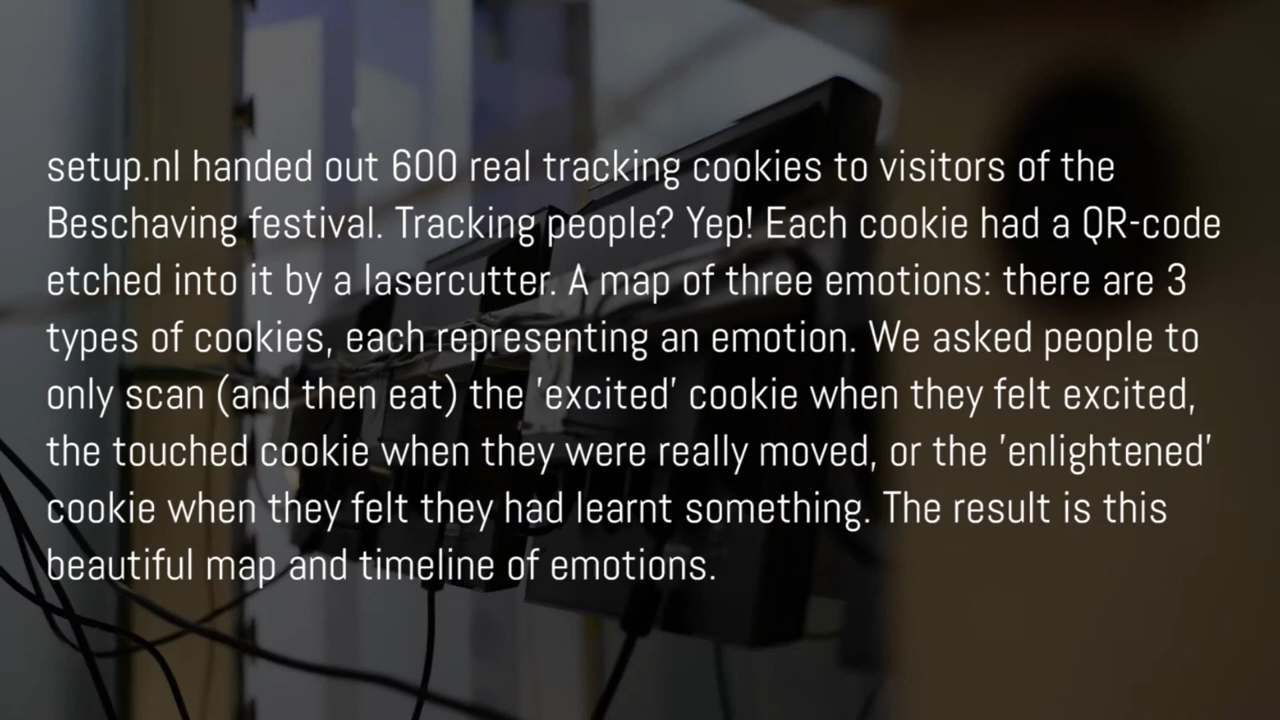 setup.nl handed out 600 real tracking cookies to visitors of the
Beschaving festival. Tracking people? Yep! Each cookie had a QR-code
etched into it by a lasercutter. A map of three emotions: there are 3
types of cookies, each representing an emotion. We asked people to
only scan (and then eat) the 'excited' cookie when they felt excited,
the touched cookie when they were really moved, or the 'enlightened'
cookie when they felt they had learnt something. The result is this
beautiful map and timeline of emotions.